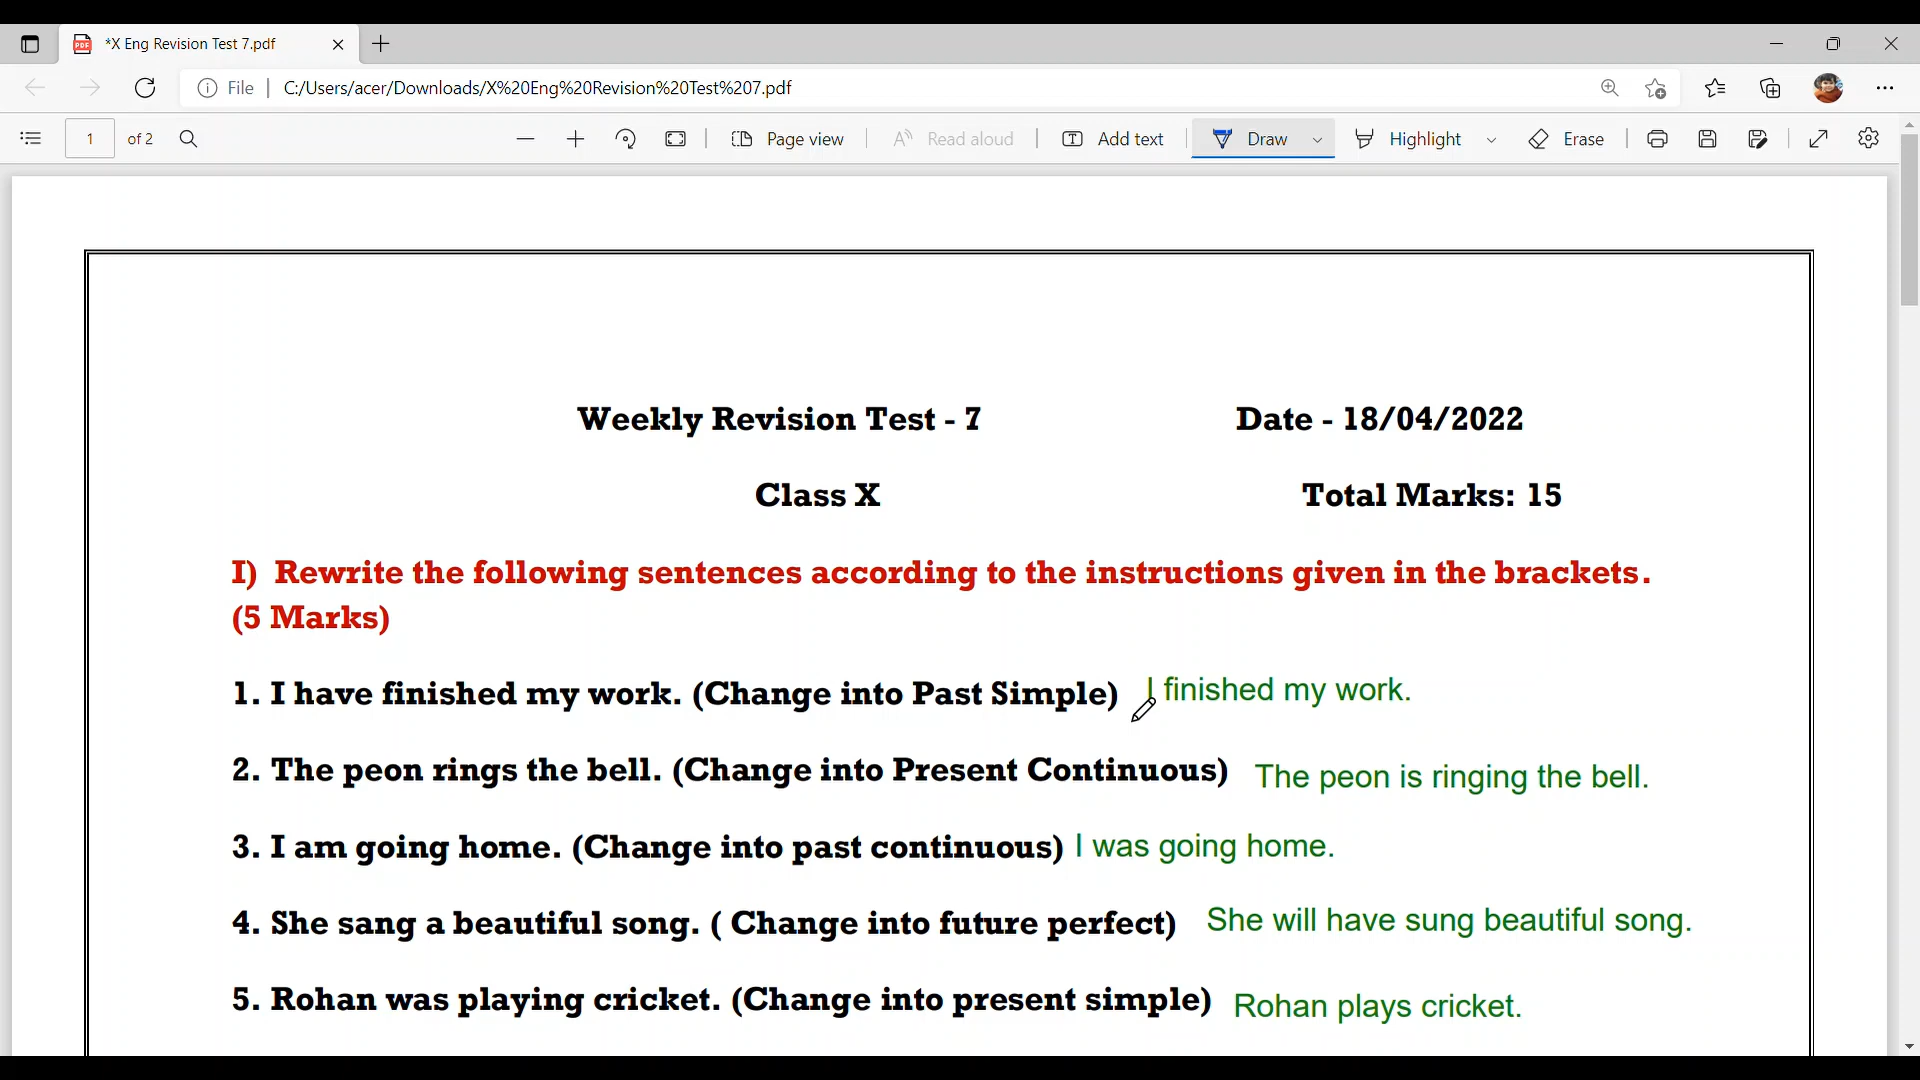 *X Eng Revision Test 7.pdf
File | C:/Users/acer/Downloads/X%20Eng%20Revision%20Test%207.pdf
1 of 2 Page view Read aloud Add text Draw Highlight Erase
Weekly Revision Test - 7 Date - 18/04/2022
Class X Total Marks: 15
I) Rewrite the following sentences according to the instructions given in the brackets.
(5 Marks)
1. I have finished my work. (Change into Past Simple) I finished my work.
2. The peon rings the bell. (Change into Present Continuous) The peon is ringing the bell.
3. I am going home. (Change into past continuous) I was going home.
4. She sang a beautiful song. ( Change into future perfect) She will have sung beautiful song.
5. Rohan was playing cricket. (Change into present simple) Rohan plays cricket.